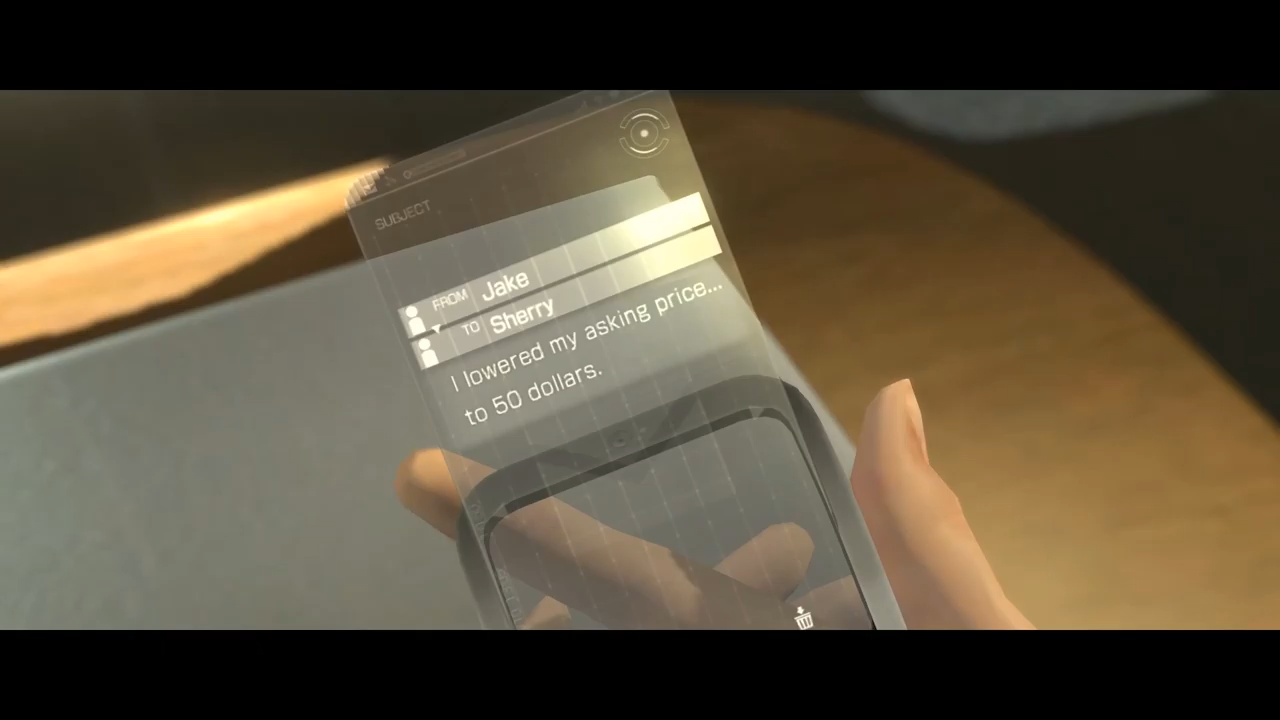 SUBJECT
FROM Jake
TO Sherry
I lowered my asking price...
to 50 dollars.